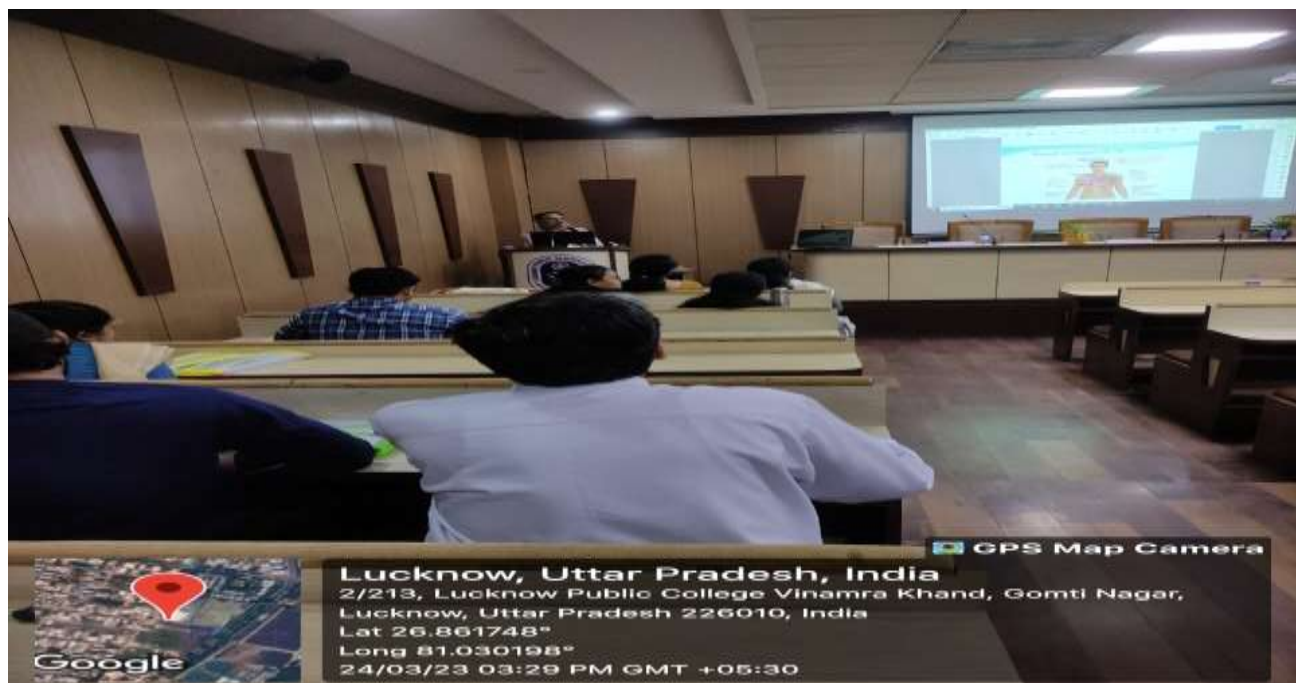 GPS Map Camera
Lucknow, Uttar Pradesh, India
2/213, Lucknow Public College Vinamra Khand, Gomti Nagar,
Lucknow, Uttar Pradesh 226010, India
Lat 26.861748°
Long 81.030198°
24/03/23 03:29 PM GMT +05:30
Google